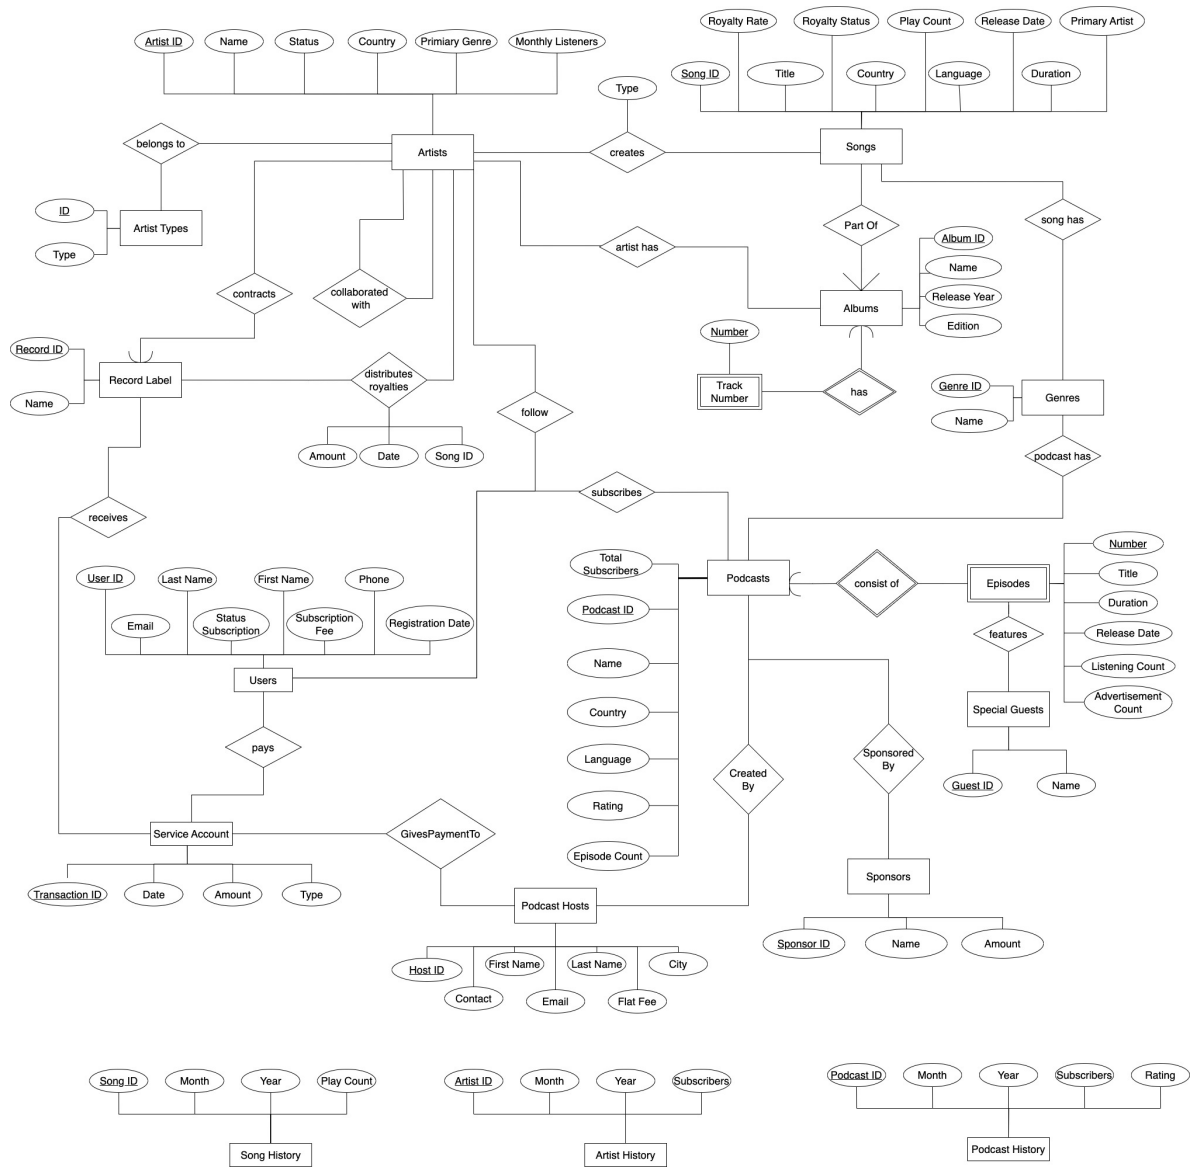 Royalty Rate
Royalty Status
Play Count
Release Date
Primary Artist
Artist ID
Name
Status
Country
Primiary Genre
Monthly Listeners
Song ID
Title
Country
Language
Duration
Type
belongs to
Artists
creates
Songs
ID
Type
Artist Types
Part Of
song has
artist has
Album ID
Name
Release Year
Edition
Albums
contracts
collaborated
with
Record ID
Name
Record Label
distributes
royalties
Amount
Date
Song ID
Number
Track
Number
has
Genre ID
Name
Genres
follow
podcast has
subscribes
receives
Total
Subscribers
Podcasts
consist of
Episodes
Number
Title
Duration
Release Date
Listening Count
Advertisement
Count
User ID
Last Name
First Name
Phone
Email
Status
Subscription
Subscription
Fee
Registration Date
Users
Podcast ID
Name
Country
Language
Rating
Episode Count
features
Special Guests
Guest ID
Name
pays
Created
By
Sponsored
By
Service Account
GivesPaymentTo
Transaction ID
Date
Amount
Type
Podcast Hosts
Sponsors
Sponsor ID
Name
Amount
Host ID
First Name
Last Name
City
Contact
Email
Flat Fee
Song ID
Month
Year
Play Count
Song History
Artist ID
Month
Year
Subscribers
Artist History
Podcast ID
Month
Year
Subscribers
Rating
Podcast History